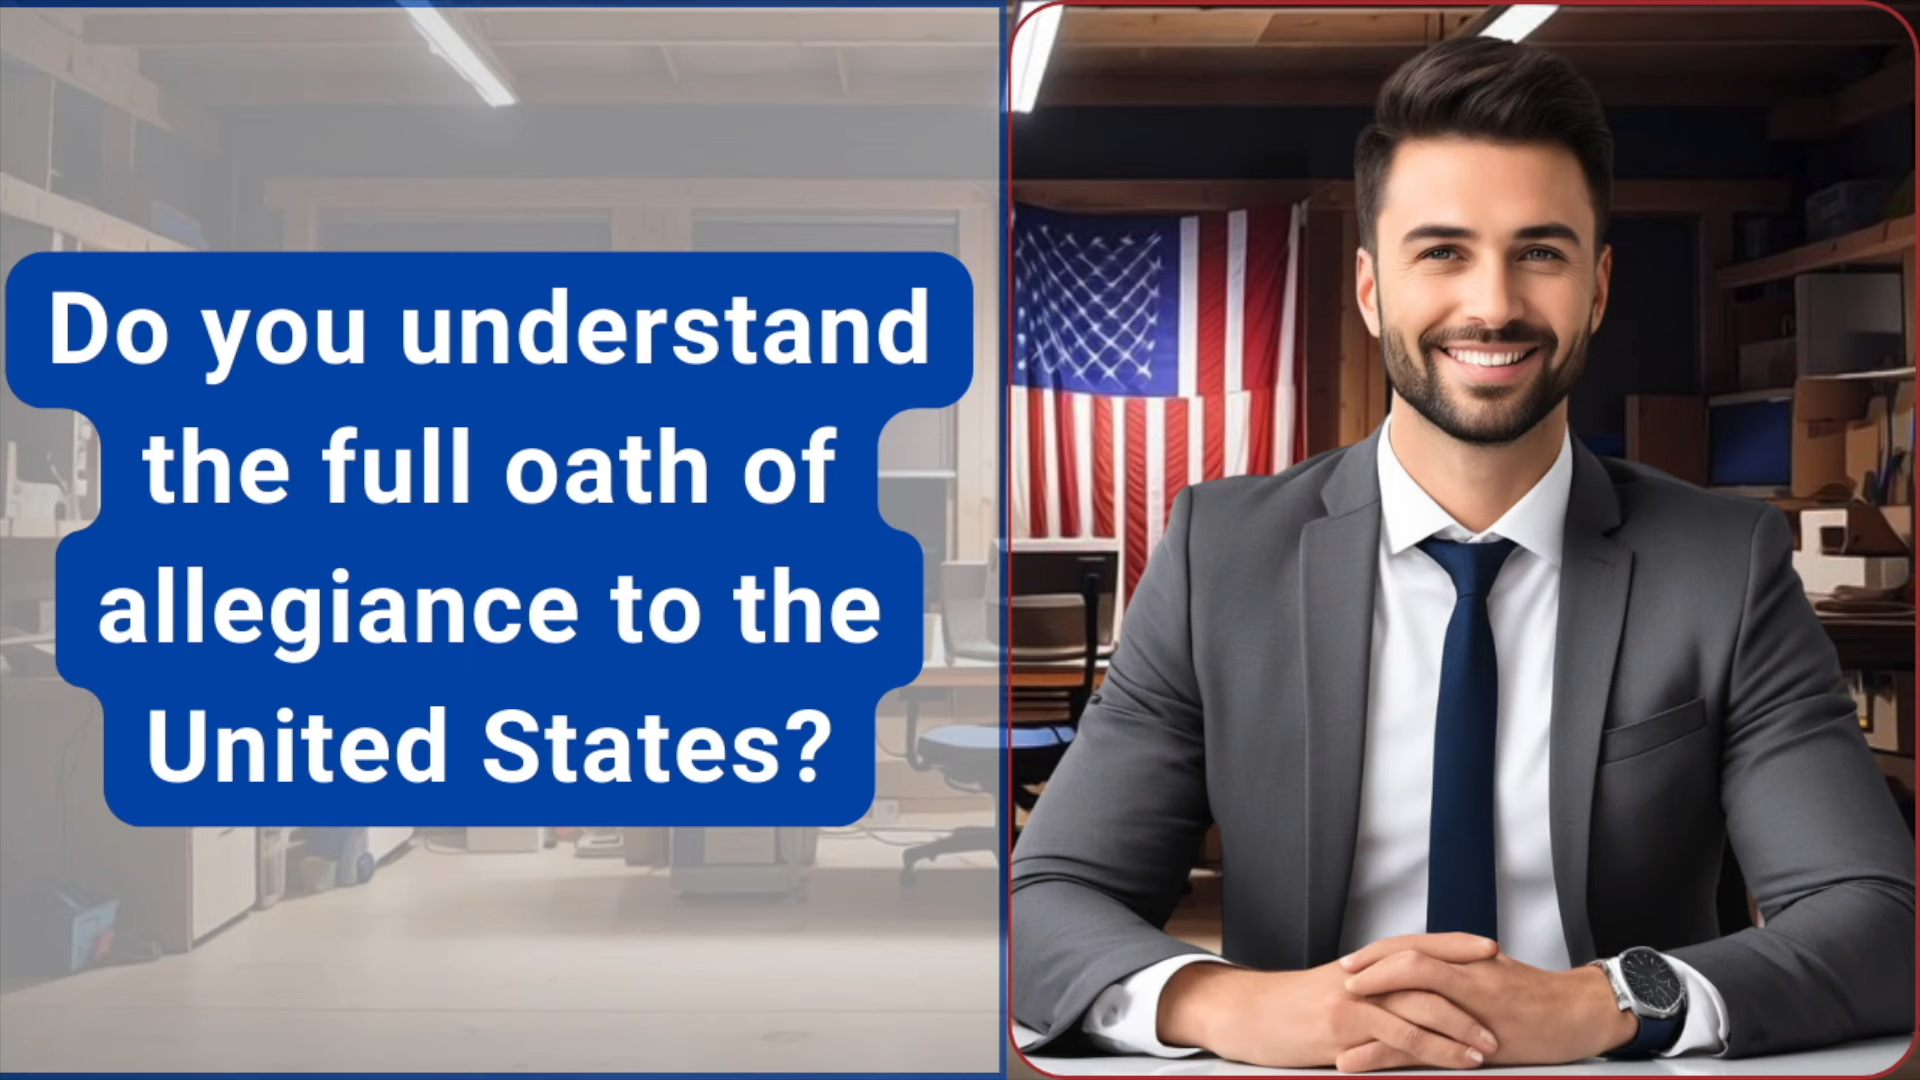 Do you understand
the full oath of
allegiance to the
United States?